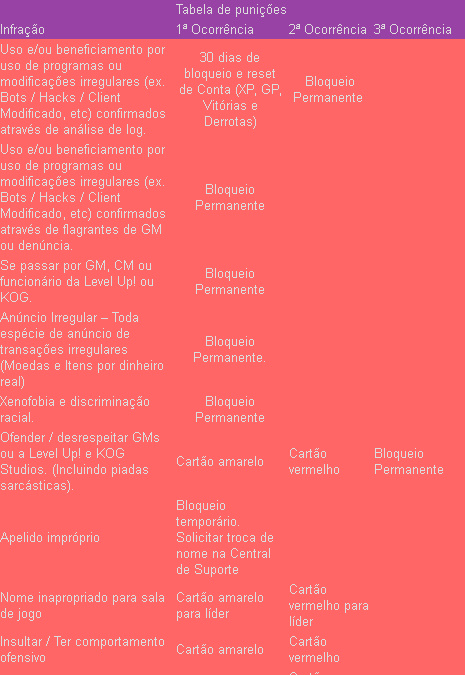 Tabela de punições
Infração 1ª Ocorrência 2ª Ocorrência 3ª Ocorrência
Uso e/ou beneficiamento por
uso de programas ou
modificações irregulares (ex.
Bots / Hacks / Client
Modificado, etc) confirmados
através de análise de log.
30 dias de
bloqueio e reset
de Conta (XP, GP,
Vitórias e
Derrotas)
Bloqueio
Permanente
Uso e/ou beneficiamento por
uso de programas ou
modificações irregulares (ex.
Bots / Hacks / Client
Modificado, etc) confirmados
através de flagrantes de GM
ou denúncia.
Bloqueio
Permanente
Se passar por GM, CM ou
funcionário da Level Up! ou
KOG.
Bloqueio
Permanente
Anúncio Irregular – Toda
espécie de anúncio de
transações irregulares
(Moedas e Itens por dinheiro
real)
Bloqueio
Permanente.
Xenofobia e discriminação
racial.
Bloqueio
Permanente
Ofender / desrespeitar GMs
ou a Level Up! e KOG
Studios. (Incluindo piadas
sarcásticas).
Cartão amarelo
Cartão
vermelho
Bloqueio
Permanente
Apelido impróprio
Bloqueio
temporário.
Solicitar troca de
nome na Central
de Suporte
Nome inapropriado para sala
de jogo
Cartão amarelo
para líder
Cartão
vermelho para
líder
Insultar / Ter comportamento
ofensivo
Cartão amarelo
Cartão
vermelho